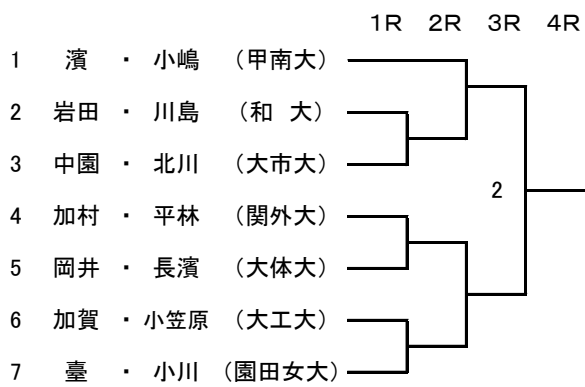 1R 2R 3R 4R
1 濱 ・ 小嶋 (甲南大)
2 岩田 ・ 川島 (和 大)
3 中園 ・ 北川 (大市大)
2
4 加村 ・ 平林 (関外大)
5 岡井 ・ 長濱 (大体大)
6 加賀 ・ 小笠原 (大工大)
7 臺 ・ 小川 (園田女大)